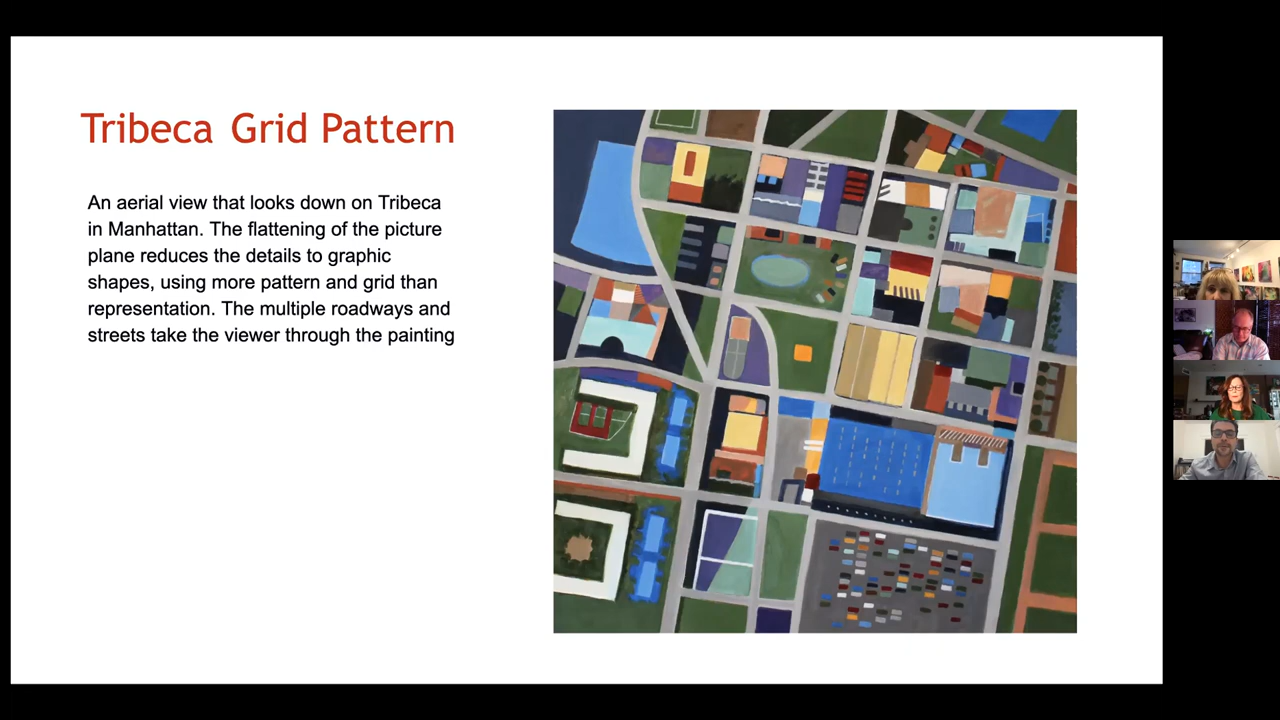 Tribeca Grid Pattern
An aerial view that looks down on Tribeca
in Manhattan. The flattening of the picture
plane reduces the details to graphic
shapes, using more pattern and grid than
representation. The multiple roadways and
streets take the viewer through the painting